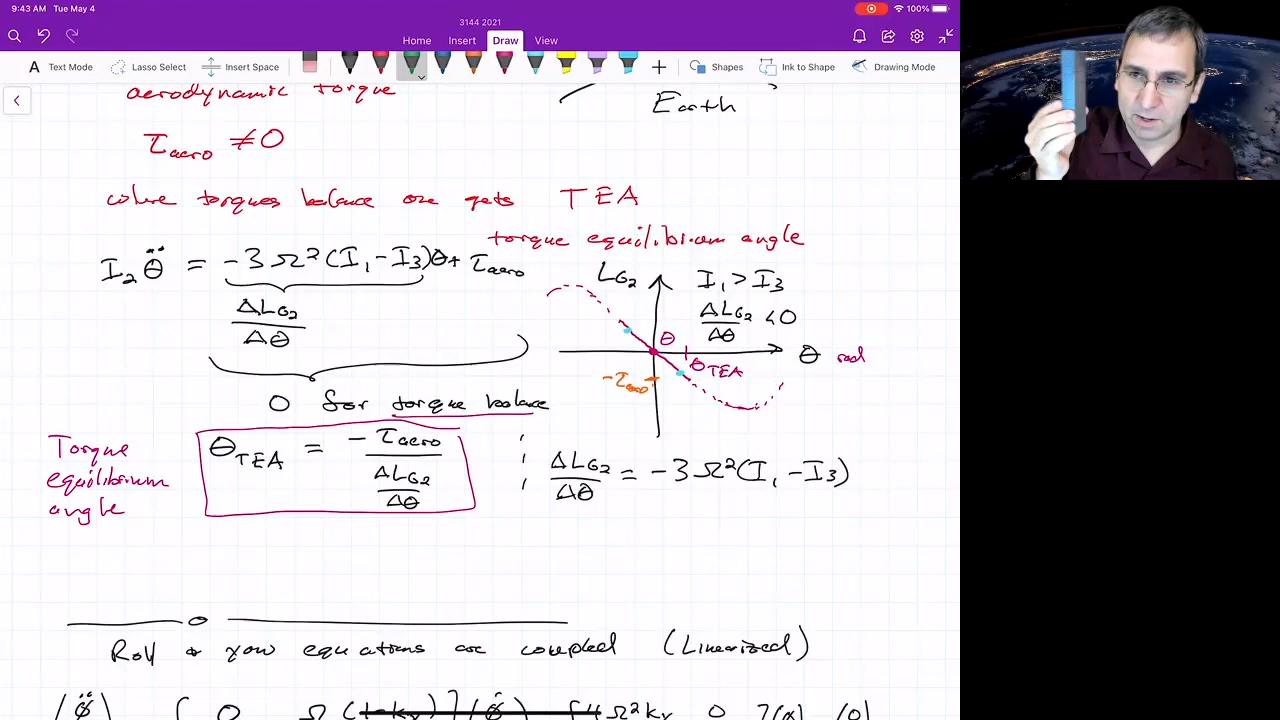 9:43 AM Tue May 4
100%
3144 2021
Home Insert Draw View
Text Mode Lasso Select Insert Space Shapes Ink to Shape Drawing Mode
aerodynamic torque
Earth
τaero ≠0
where torques balance one gets TEA
torque equilibrium angle
I₂ θ̈ = -3Ω²(I₁-I₃)θ+ τaero
ΔLG₂
Δθ
LG₂
I₁ > I₃
ΔLG₂
Δθ
<0
θ
θ rad
θTEA
-τaero
0 for torque balance
Torque
equilibrium
angle
θTEA = -τaero
ΔLG₂
Δθ
; ΔLG₂
Δθ
= -3Ω²(I₁-I₃)
Roll & yaw equations are coupled (Linearized)